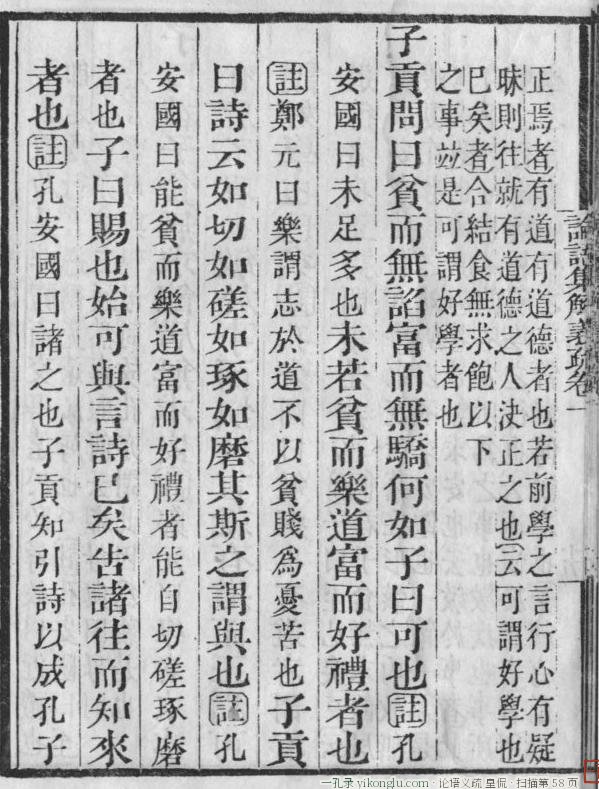 論語集解義疏卷一
正焉者有道有道德者也若前學之言行心有疑
昧則往就有道德之人決正之也云可謂好學也
已矣者合結食無求飽以下
之事竝是可謂好學者也
子貢問曰貧而無諂富而無驕何如子曰可也註孔
安國曰未足多也未若貧而樂道富而好禮者也
註鄭元曰樂謂志於道不以貧賤爲憂苦也子貢
曰詩云如切如磋如琢如磨其斯之謂與也註孔
安國曰能貧而樂道富而好禮者能自切磋琢磨
者也子曰賜也始可與言詩已矣告諸往而知來
者也註孔安國曰諸之也子貢知引詩以成孔子
一孔录 yikonglu.com · 论语义疏 皇侃 · 扫描第 58 页